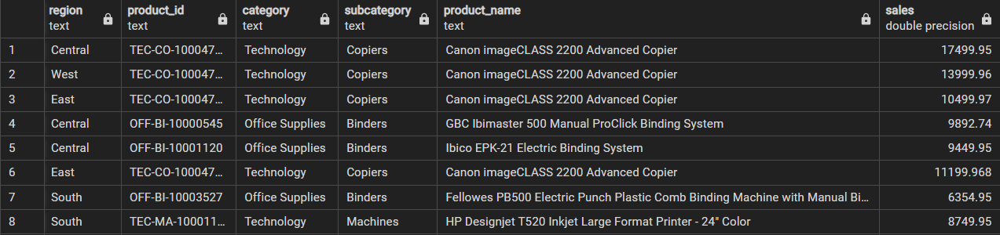 region product_id category subcategory product_name sales
text text text text text double precision
1 Central TEC-CO-100047... Technology Copiers Canon imageCLASS 2200 Advanced Copier 17499.95
2 West TEC-CO-100047... Technology Copiers Canon imageCLASS 2200 Advanced Copier 13999.96
3 East TEC-CO-100047... Technology Copiers Canon imageCLASS 2200 Advanced Copier 10499.97
4 Central OFF-BI-10000545 Office Supplies Binders GBC Ibimaster 500 Manual ProClick Binding System 9892.74
5 Central OFF-BI-10001120 Office Supplies Binders Ibico EPK-21 Electric Binding System 9449.95
6 East TEC-CO-100047... Technology Copiers Canon imageCLASS 2200 Advanced Copier 11199.968
7 South OFF-BI-10003527 Office Supplies Binders Fellowes PB500 Electric Punch Plastic Comb Binding Machine with Manual Bi... 6354.95
8 South TEC-MA-100011... Technology Machines HP Designjet T520 Inkjet Large Format Printer - 24" Color 8749.95